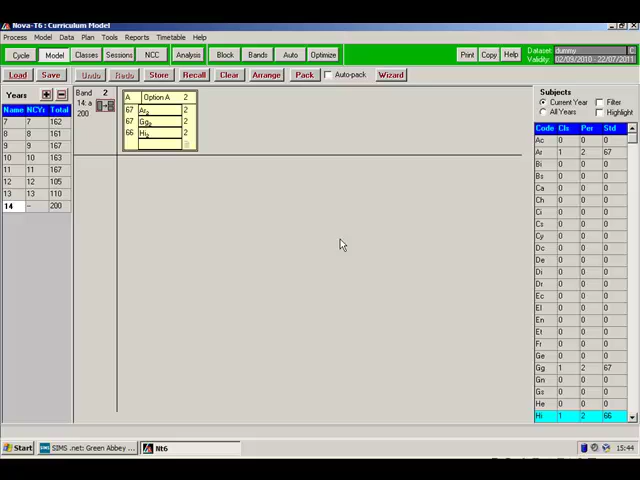 Nova-T6 : Curriculum Model
Process Model Data Plan Reports Timetable Help
Cycle Model Classes Sessions NCC Analysis Block Bands Auto Optimize Print Copy Help
Dataset: dummy C
Validity: 02/09/2010 - 22/07/2011
Load Save Undo Redo Store Recall Clear Arrange Pack Auto-pack Wizard
Years
Name NCYr Total
7 7 162
8 8 161
9 9 167
10 10 163
11 11 167
12 12 105
13 13 110
14 – 200
Band 2
14: a
200
A Option A 2
67 Ar2 2
67 Gg2 2
66 Hi2 2
Subjects
Current Year Filter
All Years Highlight
Code Cls Per Std
Ac 0 0 0
Ar 1 2 67
Bi 0 0 0
Bs 0 0 0
Ca 0 0 0
Ch 0 0 0
Ci 0 0 0
Cs 0 0 0
Cy 0 0 0
Dc 0 0 0
De 0 0 0
Di 0 0 0
Dr 0 0 0
Ec 0 0 0
El 0 0 0
En 0 0 0
Et 0 0 0
Fr 0 0 0
Ge 0 0 0
Gg 1 2 67
Gn 0 0 0
Gs 0 0 0
He 0 0 0
Hi 1 2 66
Start SIMS .net: Green Abbey ... Nt6 15:44